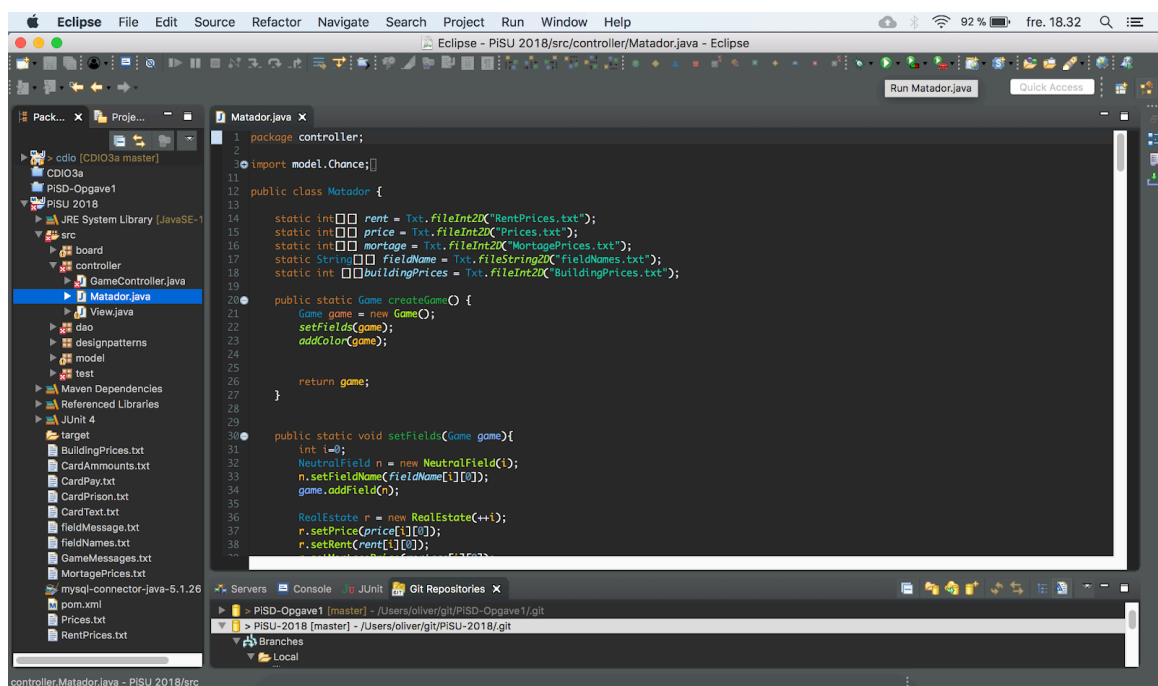 Eclipse File Edit Source Refactor Navigate Search Project Run Window Help 92 % fre. 18.32
Eclipse - PiSU 2018/src/controller/Matador.java - Eclipse
Run Matador.java Quick Access
Pack... Proje...
> cdio [CDIO3a master]
CDIO3a
PiSD-Opgave1
PiSU 2018
JRE System Library [JavaSE-1
src
board
controller
GameController.java
Matador.java
View.java
dao
designpatterns
model
test
Maven Dependencies
Referenced Libraries
JUnit 4
target
BuildingPrices.txt
CardAmmounts.txt
CardPay.txt
CardPrison.txt
CardText.txt
fieldMessage.txt
fieldNames.txt
GameMessages.txt
MortagePrices.txt
mysql-connector-java-5.1.26
pom.xml
Prices.txt
RentPrices.txt
Matador.java
1 package controller;
2
3 import model.Chance;
11
12 public class Matador {
13
14 static int[][] rent = Txt.fileInt2D("RentPrices.txt");
15 static int[][] price = Txt.fileInt2D("Prices.txt");
16 static int[][] mortage = Txt.fileInt2D("MortagePrices.txt");
17 static String[][] fieldName = Txt.fileString2D("fieldNames.txt");
18 static int [][]buildingPrices = Txt.fileInt2D("BuildingPrices.txt");
19
20 public static Game createGame() {
21 Game game = new Game();
22 setFields(game);
23 addColor(game);
24
25
26 return game;
27 }
28
29
30 public static void setFields(Game game){
31 int i=0;
32 NeutralField n = new NeutralField(i);
33 n.setFieldName(fieldName[i][0]);
34 game.addField(n);
35
36 RealEstate r = new RealEstate(++i);
37 r.setPrice(price[i][0]);
38 r.setRent(rent[i][0]);
Servers Console JUnit Git Repositories
> PiSD-Opgave1 [master] - /Users/oliver/git/PiSD-Opgave1/.git
> PiSU-2018 [master] - /Users/oliver/git/PiSU-2018/.git
Branches
Local
controller.Matador.java - PiSU 2018/src